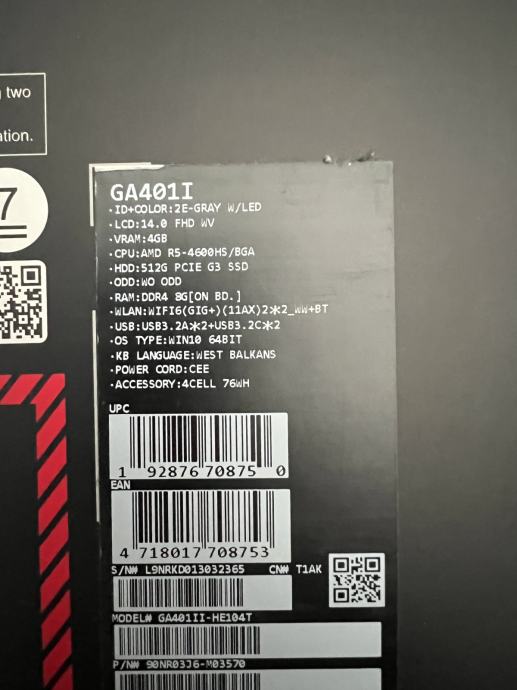 two
ation.
7
GA401I
·ID+COLOR:2E-GRAY W/LED
·LCD:14.0 FHD WV
·VRAM:4GB
·CPU:AMD R5-4600HS/BGA
·HDD:512G PCIE G3 SSD
·ODD:WO ODD
·RAM:DDR4 8G[ON BD.]
·WLAN:WIFI6(GIG+)(11AX)2*2_WW+BT
·USB:USB3.2A*2+USB3.2C*2
·OS TYPE:WIN10 64BIT
·KB LANGUAGE:WEST BALKANS
·POWER CORD:CEE
·ACCESSORY:4CELL 76WH
UPC
1 92876 70875 0
EAN
4 718017 708753
S/N# L9NRKD013032365 CN# T1AK
MODEL# GA401II-HE104T
P/N# 90NR03J6-M03570